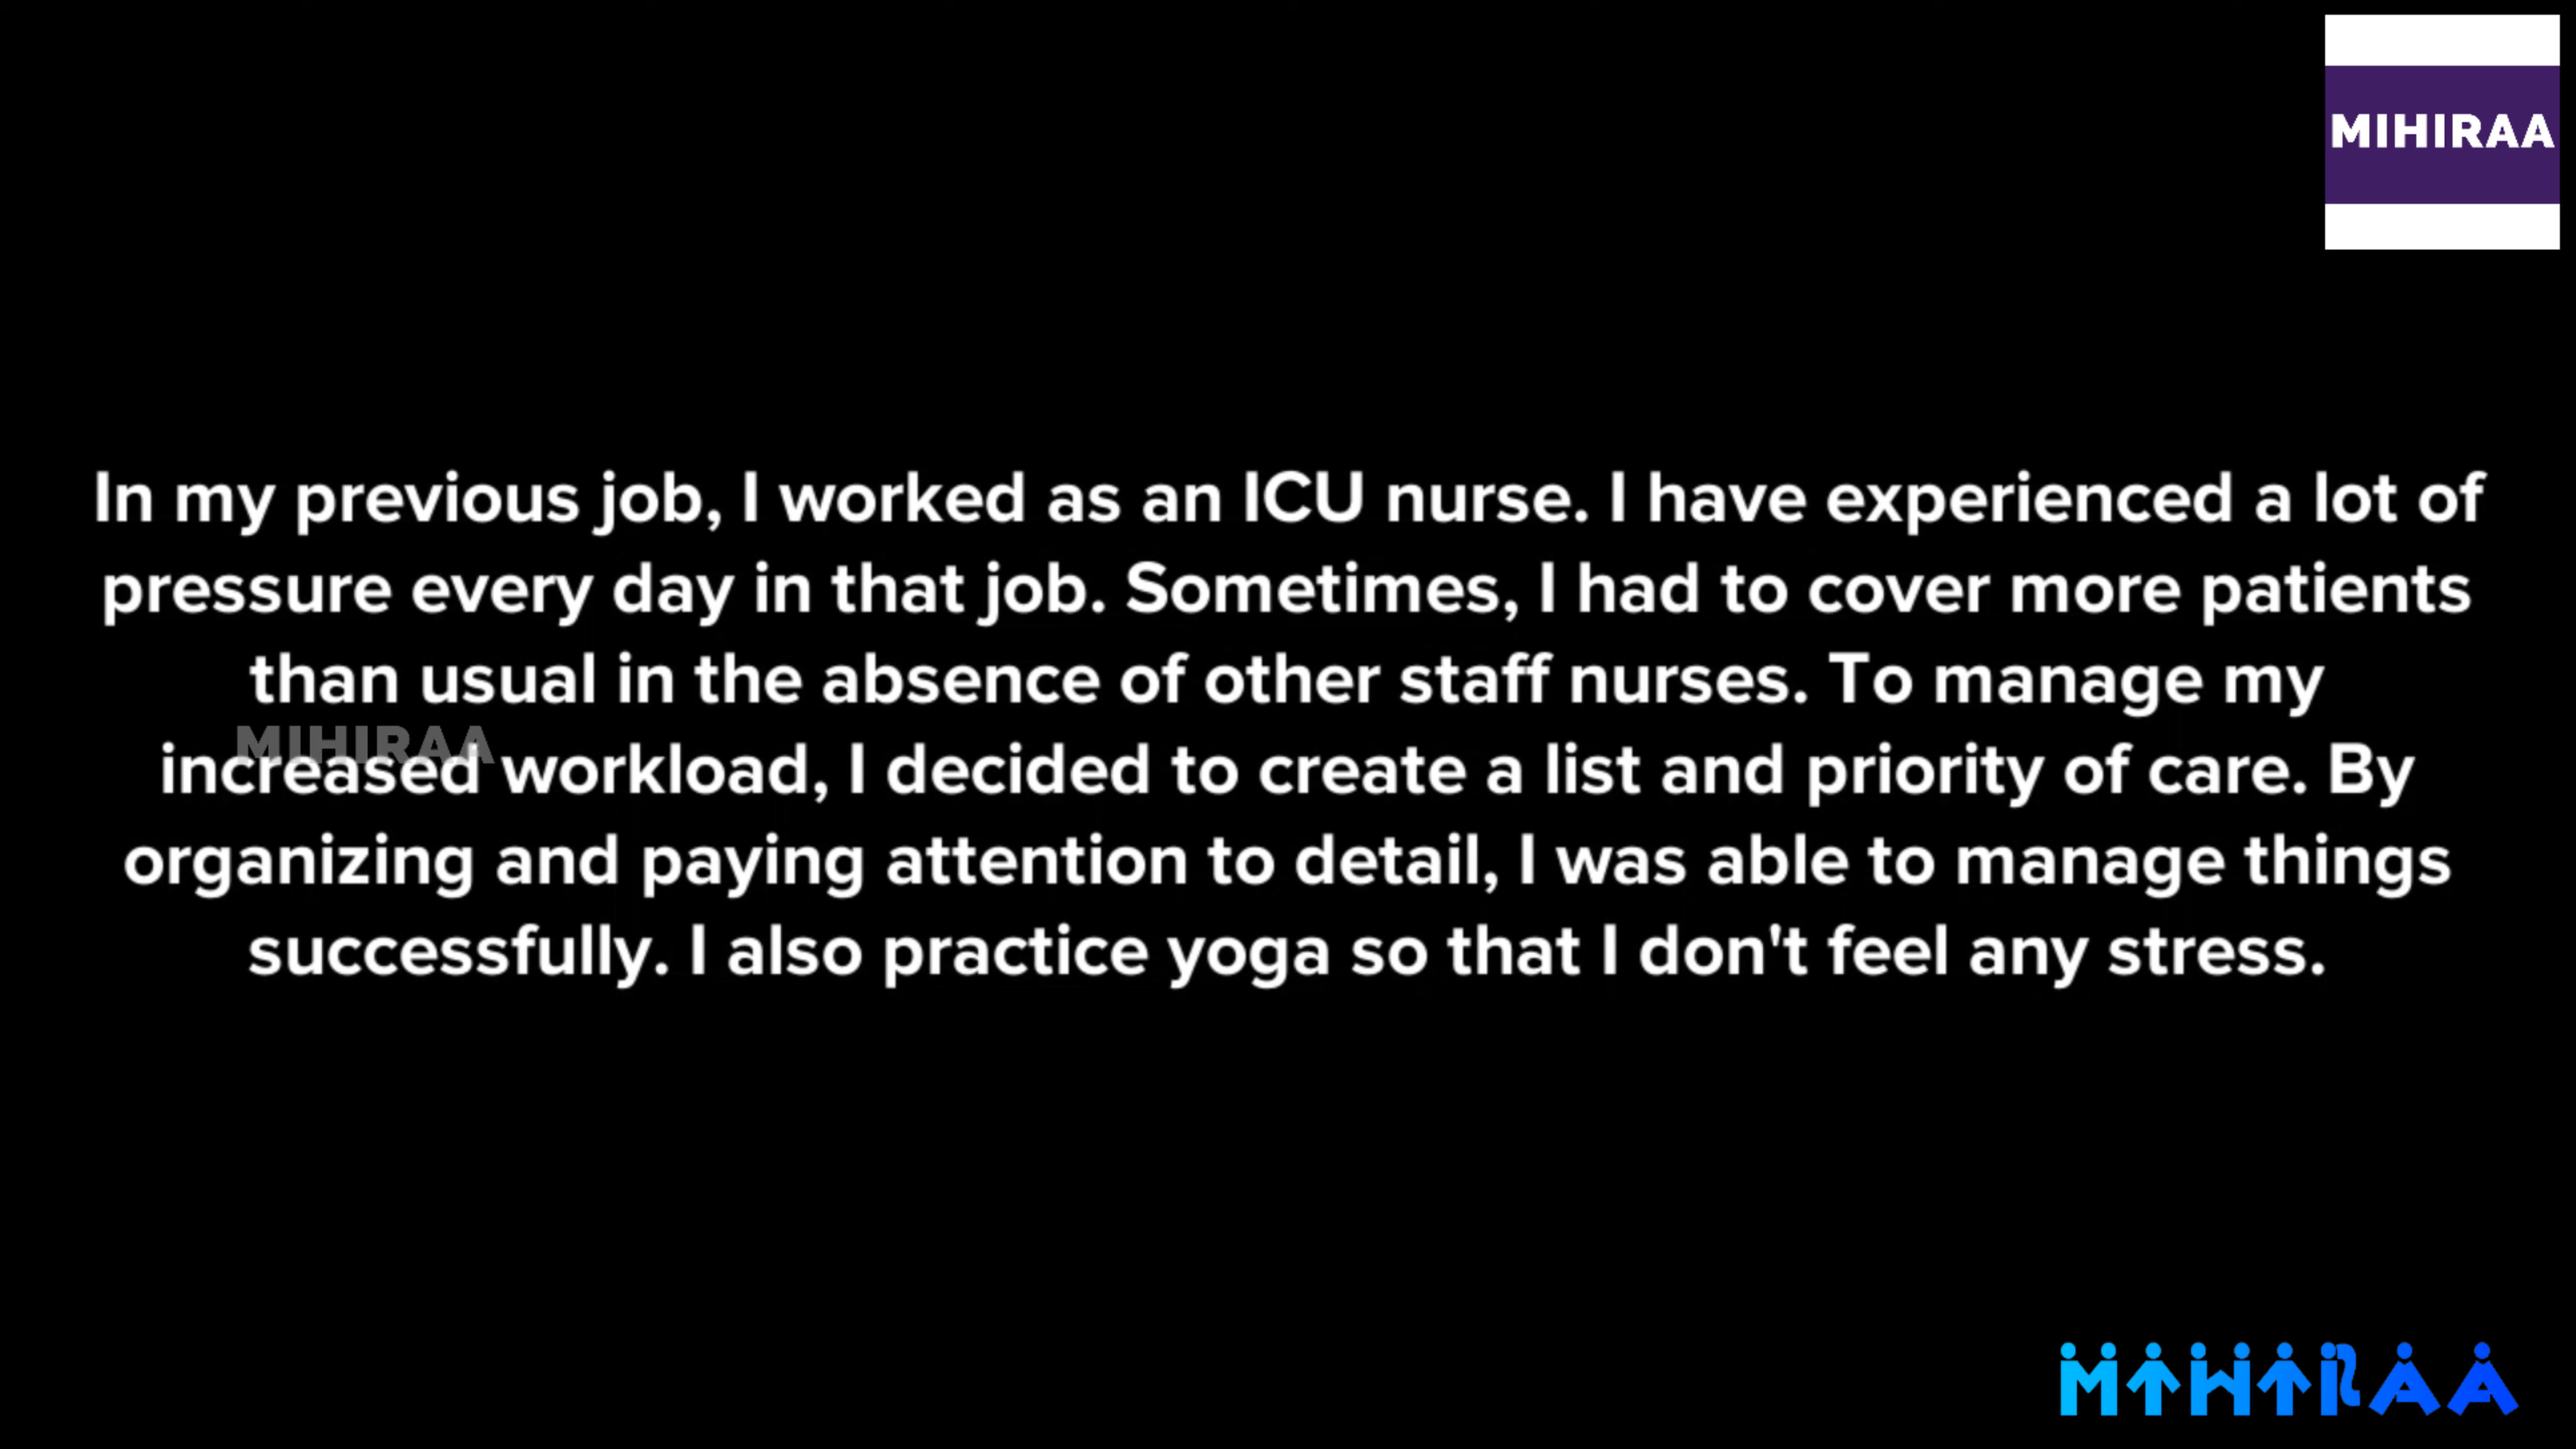 MIHIRAA
In my previous job, I worked as an ICU nurse. I have experienced a lot of
pressure every day in that job. Sometimes, I had to cover more patients
than usual in the absence of other staff nurses. To manage my
MIHIRAA
increased workload, I decided to create a list and priority of care. By
organizing and paying attention to detail, I was able to manage things
successfully. I also practice yoga so that I don't feel any stress.
MIHIRAA